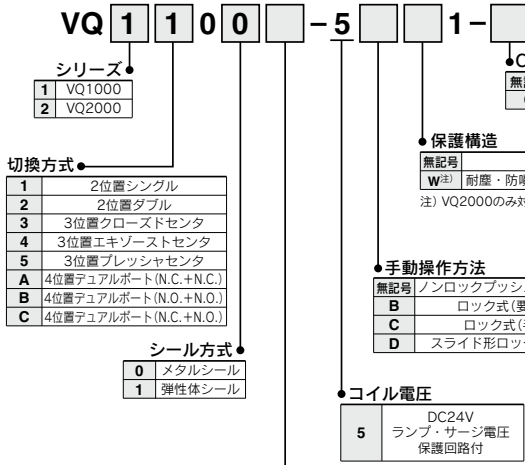 VQ 1 1 0 0 - 5 1 -
シリーズ
1 VQ1000
2 VQ2000
切換方式
1 2位置シングル
2 2位置ダブル
3 3位置クローズドセンタ
4 3位置エキゾーストセンタ
5 3位置プレッシャセンタ
A 4位置デュアルポート(N.C.+N.C.)
B 4位置デュアルポート(N.O.+N.O.)
C 4位置デュアルポート(N.C.+N.O.)
シール方式
0 メタルシール
1 弾性体シール
保護構造
無記号
W注) 耐塵・防
注) VQ2000のみ
手動操作方法
無記号 ノンロックプッシ
B ロック式(
C ロック式(
D スライド形ロッ
コイル電圧
5 DC24V
ランプ・サージ電圧
保護回路付